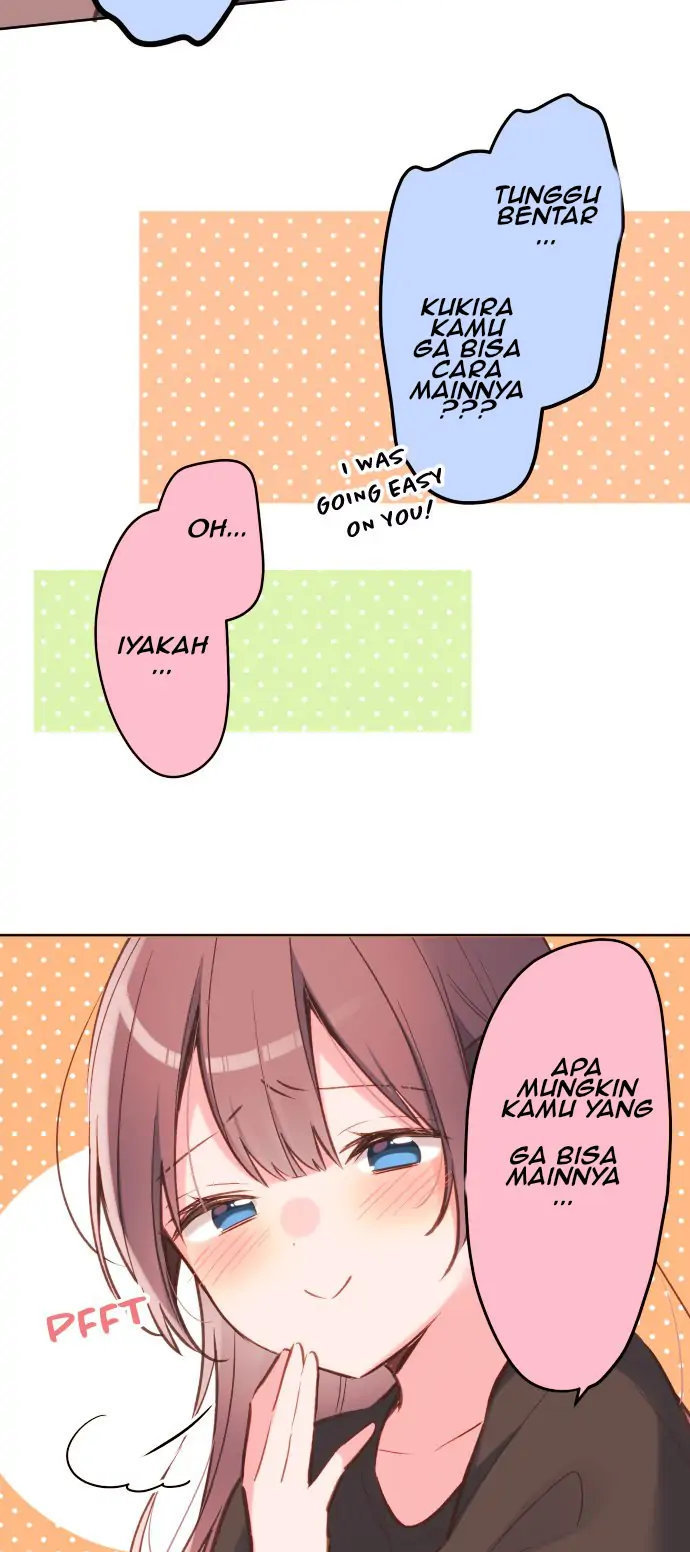 TUNGGU
BENTAR
...
KUKIRA
KAMU
GA BISA
CARA
MAINNYA
???
I WAS
GOING EASY
ON YOU!
OH...
IYAKAH
...
APA
MUNGKIN
KAMU YANG
GA BISA
MAINNYA
...
PFFT